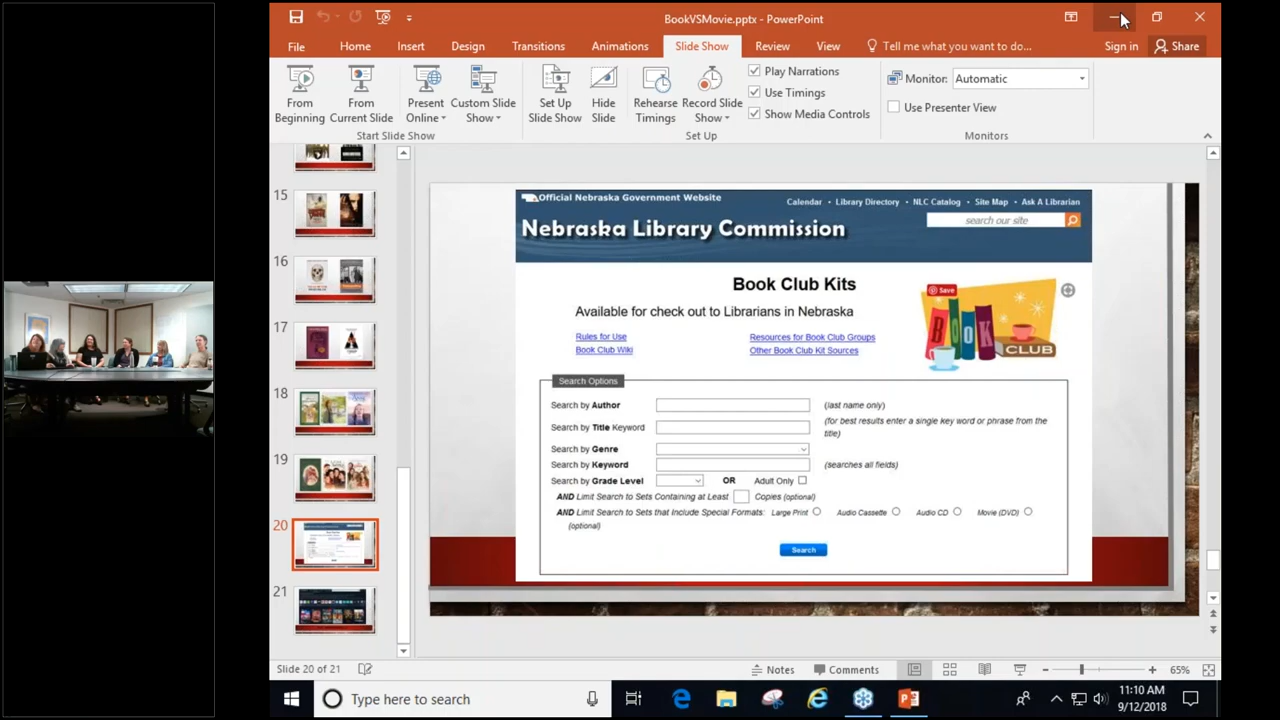 BookVSMovie.pptx - PowerPoint
File Home Insert Design Transitions Animations Slide Show Review View Tell me what you want to do... Sign in Share
From Beginning
From Current Slide
Present Online
Custom Slide Show
Start Slide Show
Set Up Slide Show
Hide Slide
Rehearse Timings
Record Slide Show
Play Narrations
Use Timings
Show Media Controls
Set Up
Monitor: Automatic
Use Presenter View
Monitors
15
16
17
18
19
20
21
Official Nebraska Government Website
Calendar • Library Directory • NLC Catalog • Site Map • Ask A Librarian
Nebraska Library Commission
search our site
Book Club Kits
Available for check out to Librarians in Nebraska
Rules for Use
Resources for Book Club Groups
Book Club Wiki
Other Book Club Kit Sources
Save
BOOK
CLUB
Search Options
Search by Author (last name only)
Search by Title Keyword (for best results enter a single key word or phrase from the
title)
Search by Genre
Search by Keyword (searches all fields)
Search by Grade Level OR Adult Only
AND Limit Search to Sets Containing at Least Copies (optional)
AND Limit Search to Sets that Include Special Formats: Large Print Audio Cassette Audio CD Movie (DVD)
(optional)
Search
Slide 20 of 21
Notes Comments 65%
Type here to search
11:10 AM
9/12/2018